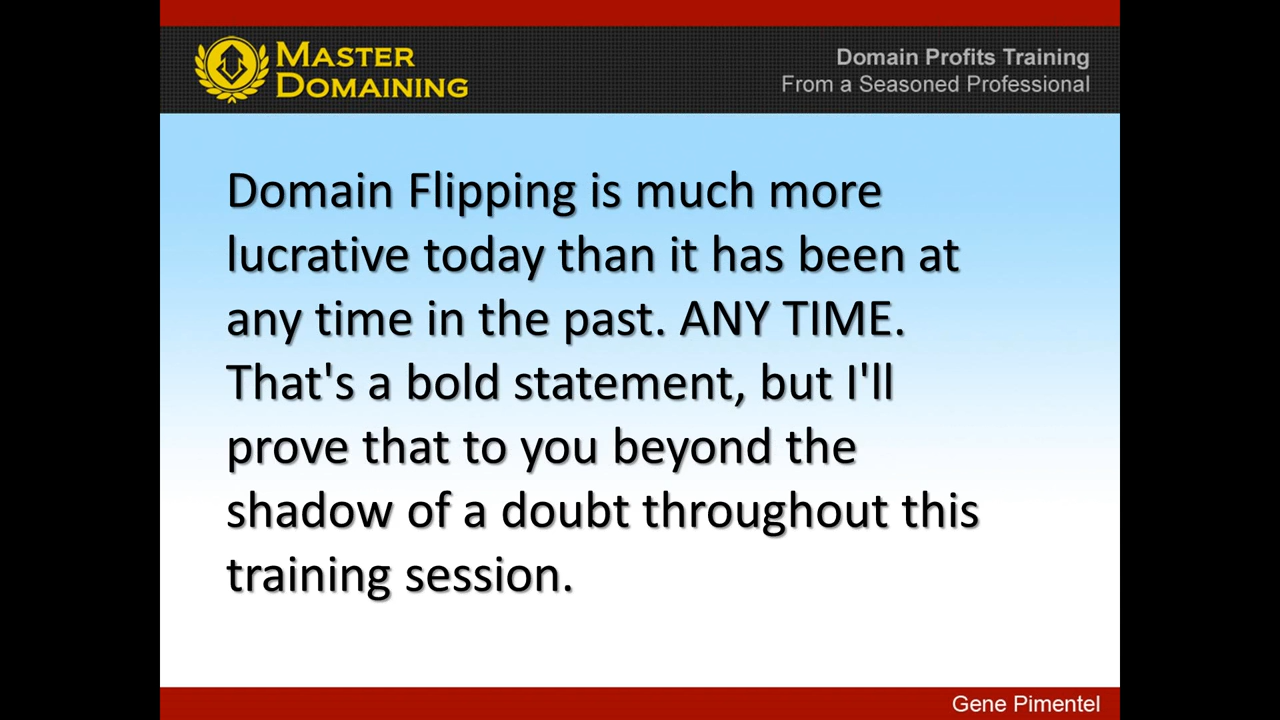 MASTER
DOMAINING
Domain Profits Training
From a Seasoned Professional
Domain Flipping is much more
lucrative today than it has been at
any time in the past. ANY TIME.
That's a bold statement, but I'll
prove that to you beyond the
shadow of a doubt throughout this
training session.
Gene Pimentel